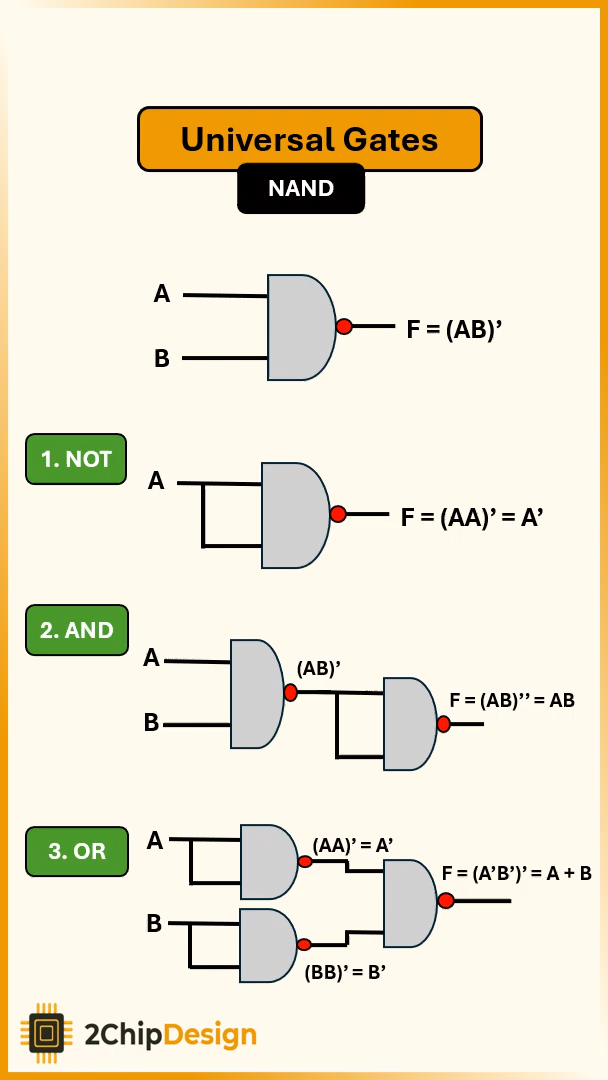 Universal Gates
NAND
A
B
F = (AB)’
1. NOT
A
F = (AA)’ = A’
2. AND
A
(AB)’
B
F = (AB)’’ = AB
3. OR
A
(AA)’ = A’
F = (A’B’)’ = A + B
B
(BB)’ = B’
2ChipDesign